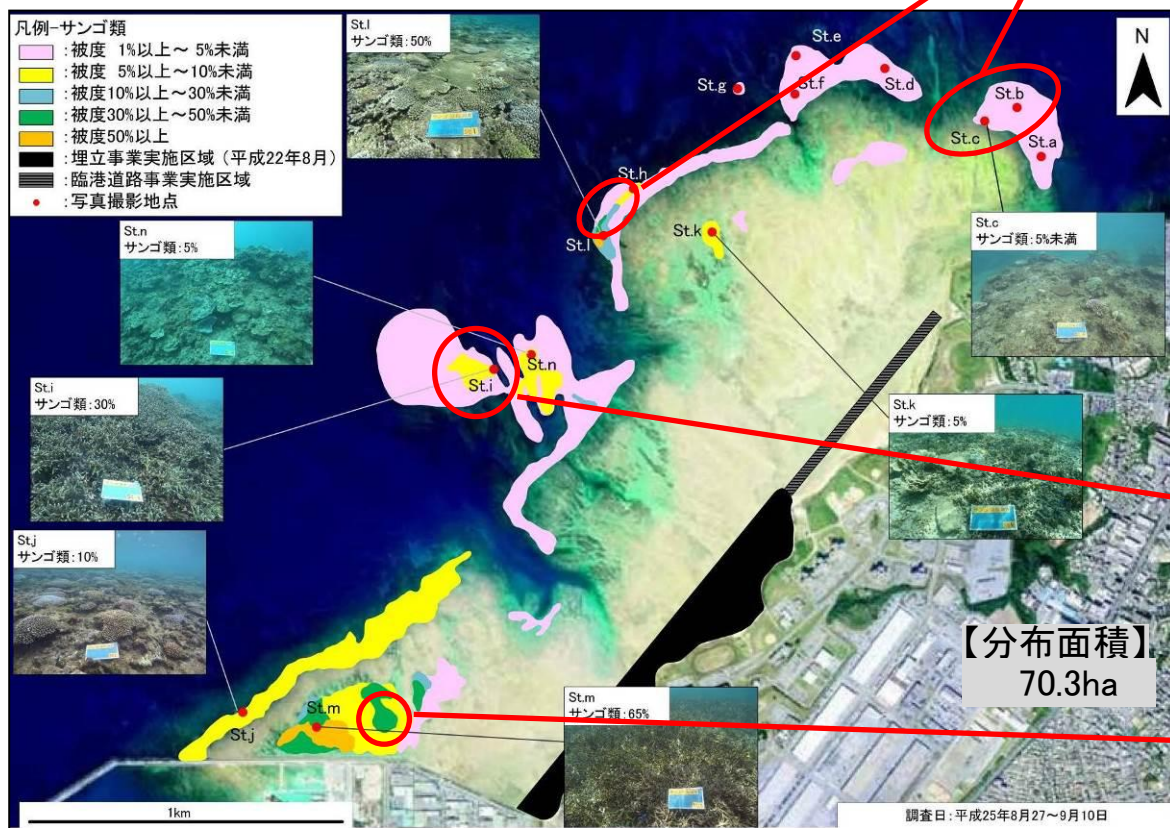 凡例-サンゴ類
:被度 1%以上～ 5%未満
:被度 5%以上～10%未満
:被度10%以上～30%未満
:被度30%以上～50%未満
:被度50%以上
:埋立事業実施区域 (平成22年8月)
:臨港道路事業実施区域
:写真撮影地点
St.l
サンゴ類:50%
N
St.e
St.d
St.g
St.f
St.b
St.c
St.a
St.h
St.l
St.k
St.n
サンゴ類:5%
St.c
サンゴ類:5%未満
St.n
St.i
St.i
サンゴ類:30%
St.k
サンゴ類:5%
St.j
サンゴ類:10%
【分布面積】
70.3ha
St.m
サンゴ類:65%
St.m
St.j
1km
調査日:平成25年8月27～9月10日